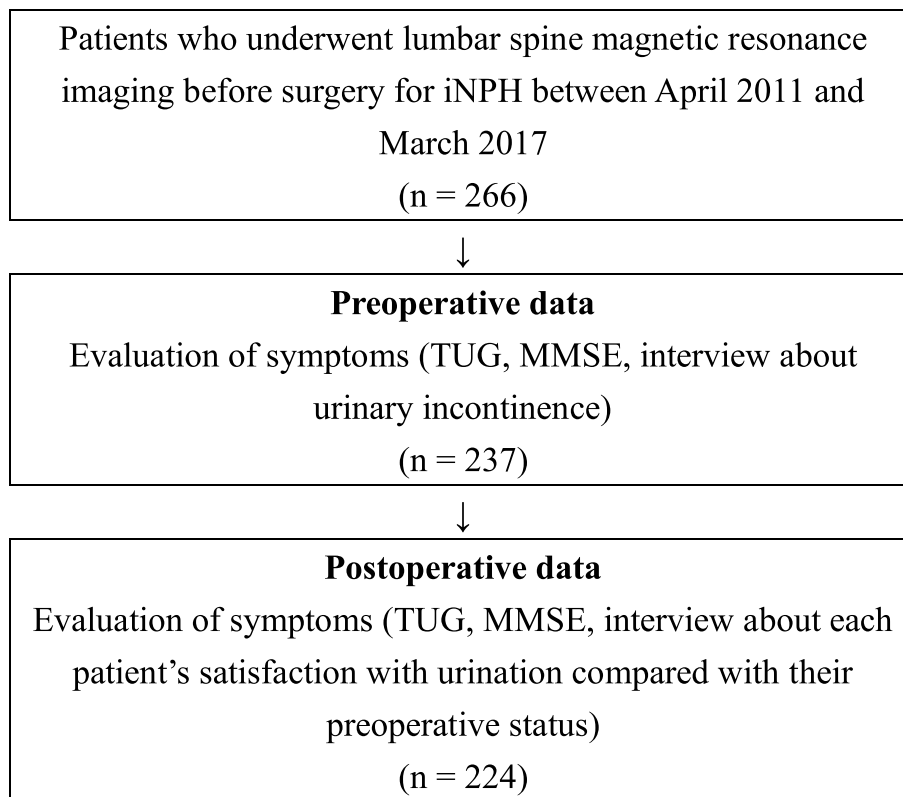 Patients who underwent lumbar spine magnetic resonance
imaging before surgery for iNPH between April 2011 and
March 2017
(n = 266)
↓
Preoperative data
Evaluation of symptoms (TUG, MMSE, interview about
urinary incontinence)
(n = 237)
↓
Postoperative data
Evaluation of symptoms (TUG, MMSE, interview about each
patient’s satisfaction with urination compared with their
preoperative status)
(n = 224)